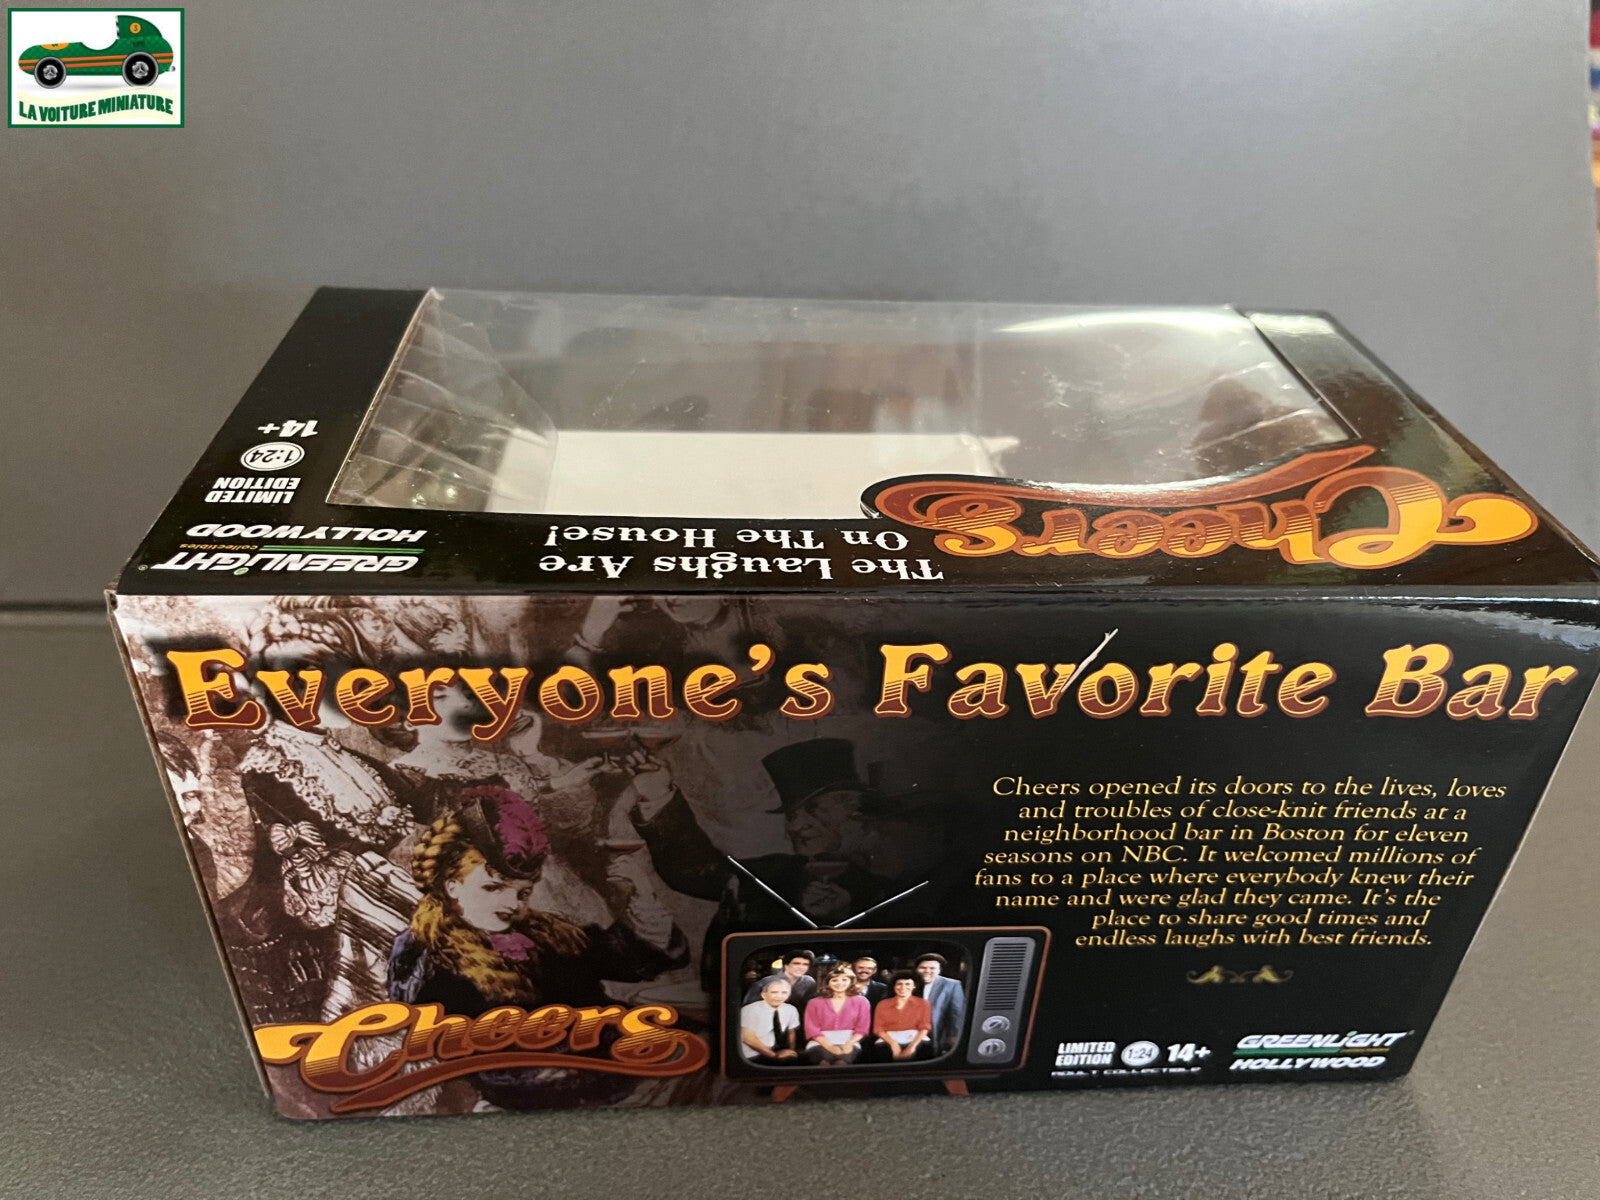 LA VOITURE MINIATURE
14+
1:24
LIMITED
EDITION
GREENLIGHT
collectibles
HOLLYWOOD
The Laughs Are
On The House!
Cheers
Everyone's Favorite Bar
Cheers opened its doors to the lives, loves
and troubles of close-knit friends at a
neighborhood bar in Boston for eleven
seasons on NBC. It welcomed millions of
fans to a place where everybody knew their
name and were glad they came. It's the
place to share good times and
endless laughs with best friends.
Cheers
LIMITED
EDITION
1:24
14+
ADULT COLLECTIBLE
GREENLIGHT
HOLLYWOOD